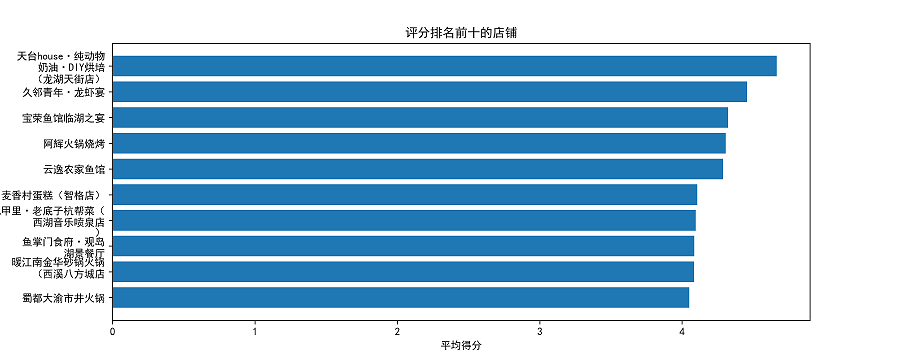 评分排名前十的店铺
天台house·纯动物
奶油·DIY烘培
（龙湖天街店）
久邻青年·龙虾宴
宝荣鱼馆临湖之宴
阿辉火锅烧烤
云逸农家鱼馆
麦香村蛋糕（智格店）
甲里·老底子杭帮菜（
西湖音乐喷泉店
）
鱼掌门食府·观岛
湖景餐厅
暖江南金华砂锅火锅
（西溪八方城店
蜀都大渝市井火锅
0 1 2 3 4
平均得分